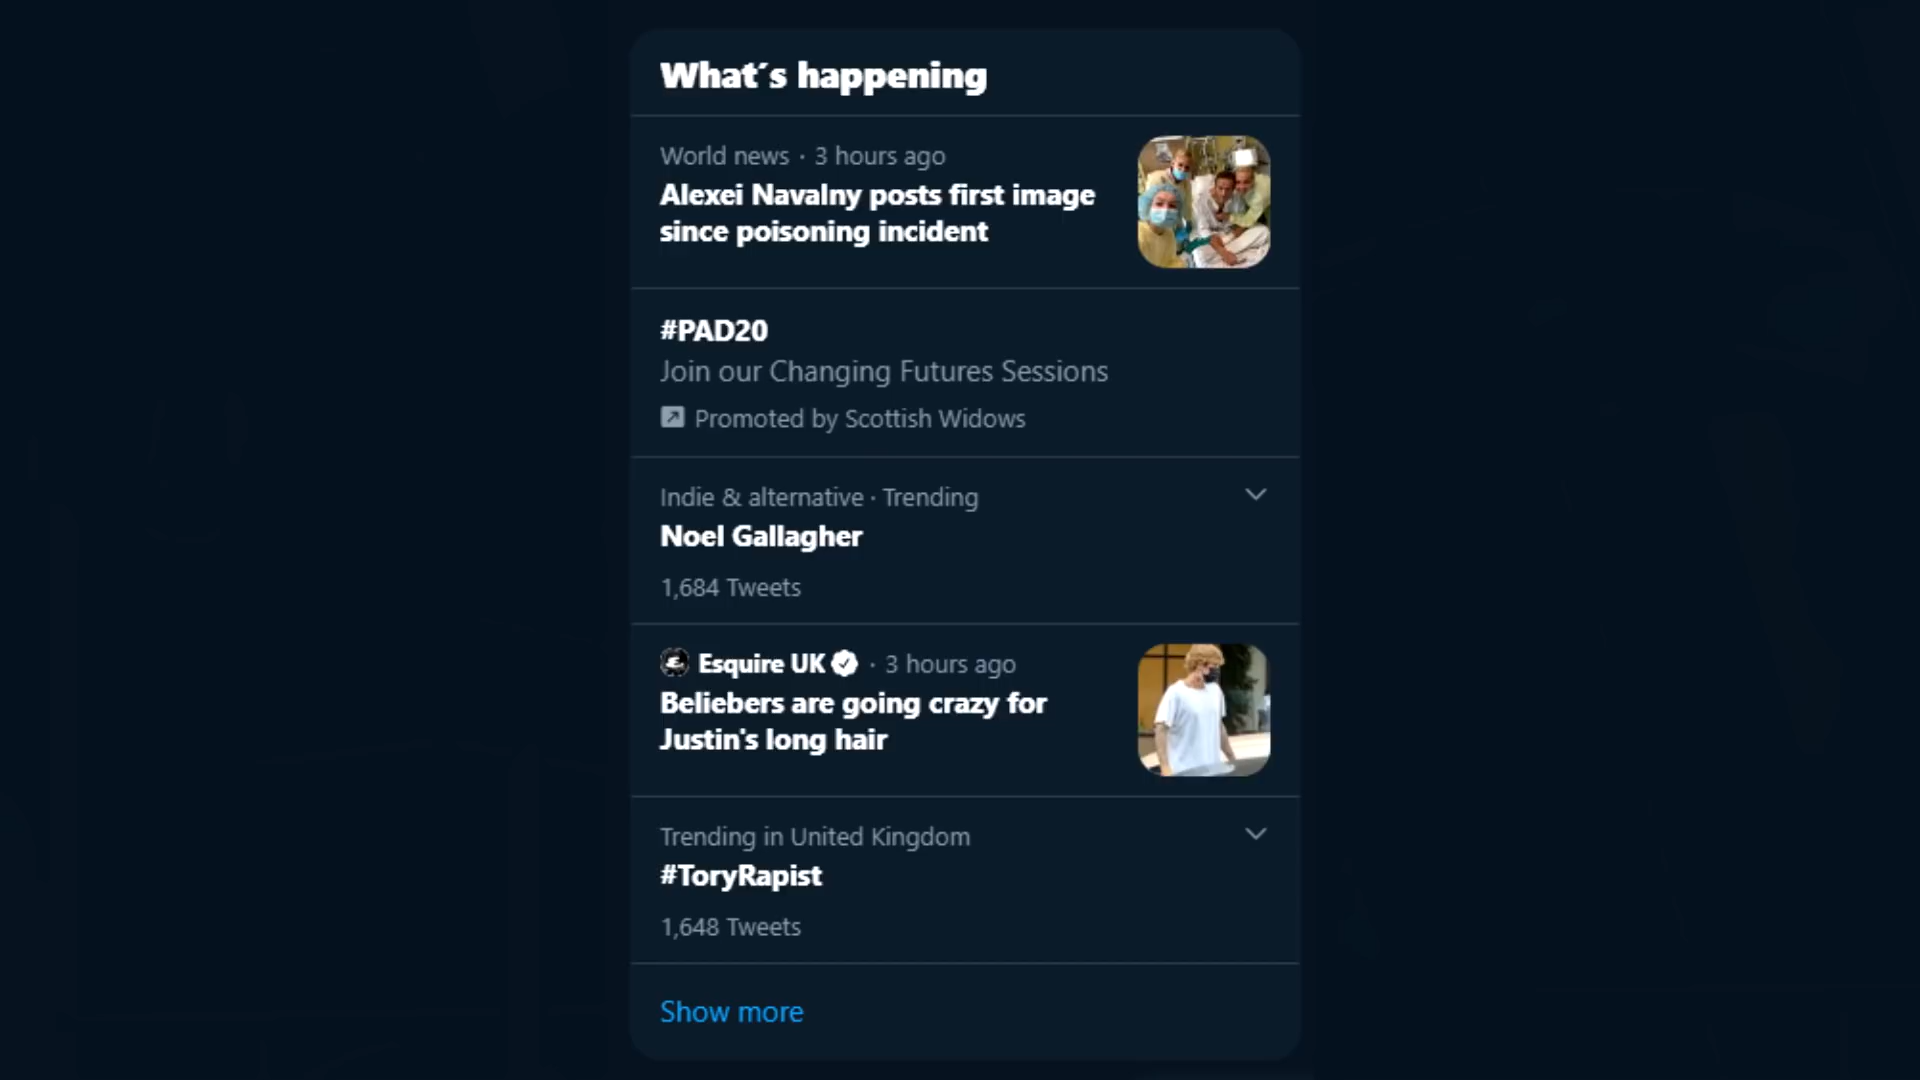 What´s happening
World news · 3 hours ago
Alexei Navalny posts first image
since poisoning incident
#PAD20
Join our Changing Futures Sessions
Promoted by Scottish Widows
Indie & alternative · Trending
Noel Gallagher
1,684 Tweets
Esquire UK · 3 hours ago
Beliebers are going crazy for
Justin's long hair
Trending in United Kingdom
#ToryRapist
1,648 Tweets
Show more